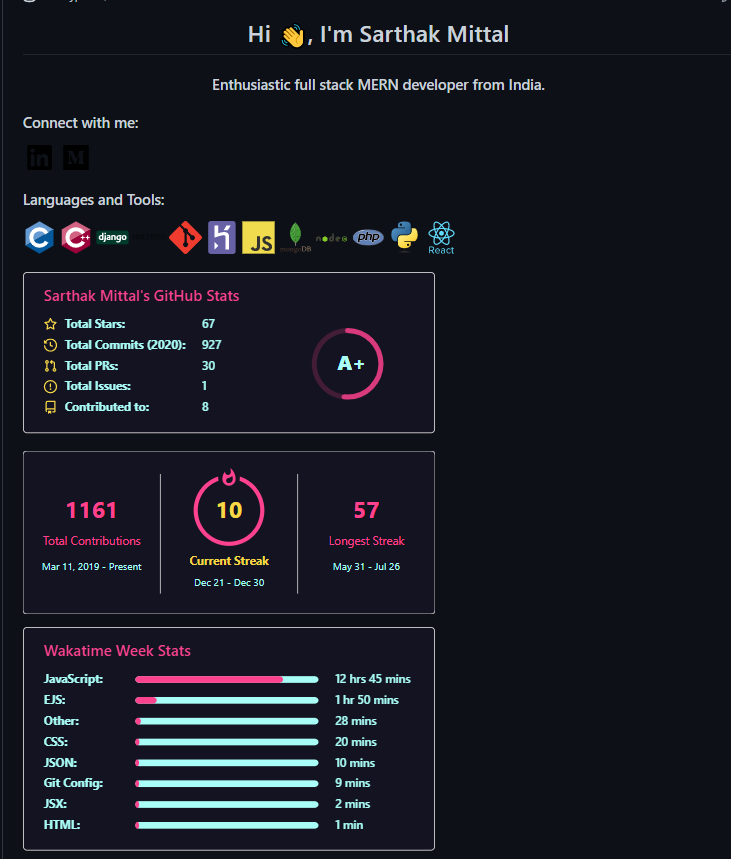 Hi 👋, I'm Sarthak Mittal
Enthusiastic full stack MERN developer from India.
Connect with me:
in M
Languages and Tools:
C C++ django JS mongoDB node php React
Sarthak Mittal's GitHub Stats
Total Stars: 67
Total Commits (2020): 927
Total PRs: 30
Total Issues: 1
Contributed to: 8
A+
1161
Total Contributions
Mar 11, 2019 - Present
10
Current Streak
Dec 21 - Dec 30
57
Longest Streak
May 31 - Jul 26
Wakatime Week Stats
JavaScript: 12 hrs 45 mins
EJS: 1 hr 50 mins
Other: 28 mins
CSS: 20 mins
JSON: 10 mins
Git Config: 9 mins
JSX: 2 mins
HTML: 1 min